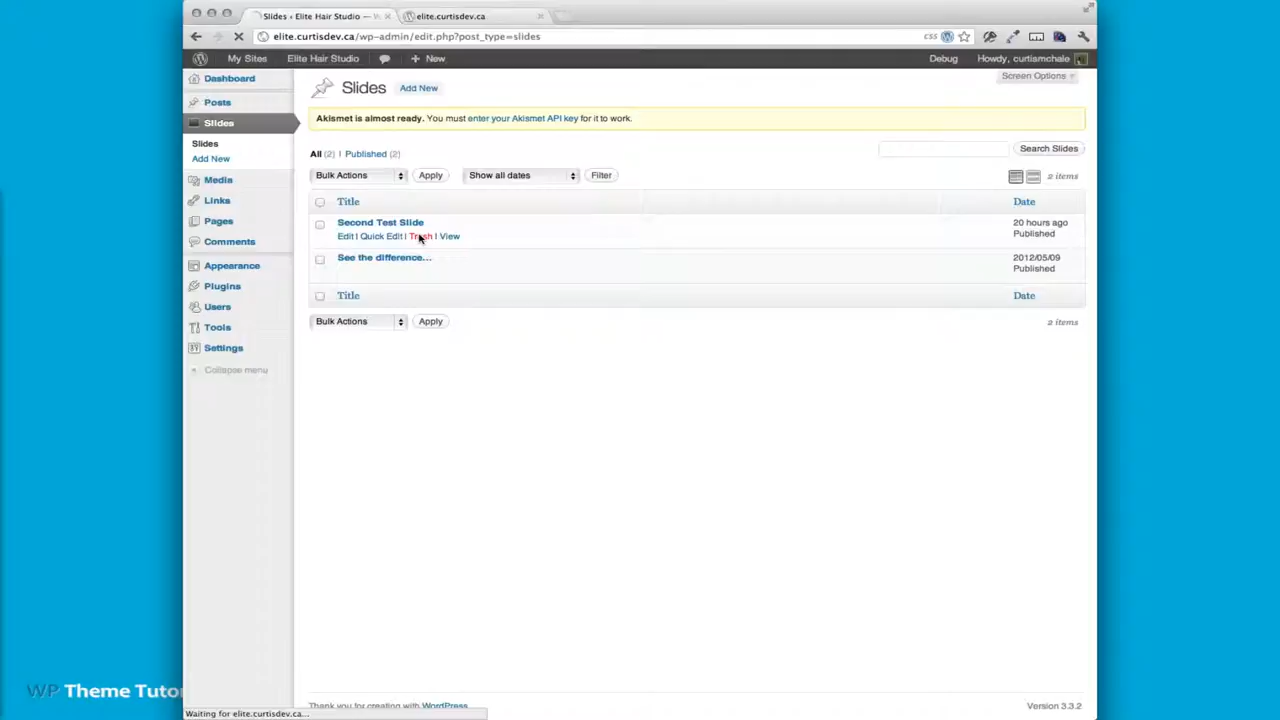 Slides ‹ Elite Hair Studio —
elite.curtisdev.ca
elite.curtisdev.ca/wp-admin/edit.php?post_type=slides
CSS
My Sites
Elite Hair Studio
+ New
Debug
Howdy, curtiamchale
Dashboard
Posts
Slides
Slides
Add New
Media
Links
Pages
Comments
Appearance
Plugins
Users
Tools
Settings
Collapse menu
Slides Add New
Screen Options
Akismet is almost ready. You must enter your Akismet API key for it to work.
All (2) | Published (2)
Search Slides
Bulk Actions Apply Show all dates Filter
2 items
Title Date
Second Test Slide
Edit | Quick Edit | Trash | View
20 hours ago
Published
See the difference...
2012/05/09
Published
Title Date
Bulk Actions Apply
2 items
Thank you for creating with WordPress
Version 3.3.2
WP Theme Tutor
Waiting for elite.curtisdev.ca...